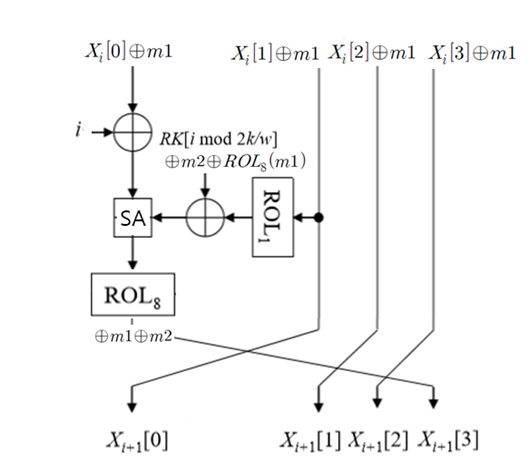 Xᵢ[0]⊕m1 Xᵢ[1]⊕m1 Xᵢ[2]⊕m1 Xᵢ[3]⊕m1
i
RK[i mod 2k/w]
⊕m2⊕ROL₈(m1)
SA
ROL₁
ROL₈
⊕m1⊕m2
Xᵢ₊₁[0] Xᵢ₊₁[1] Xᵢ₊₁[2] Xᵢ₊₁[3]